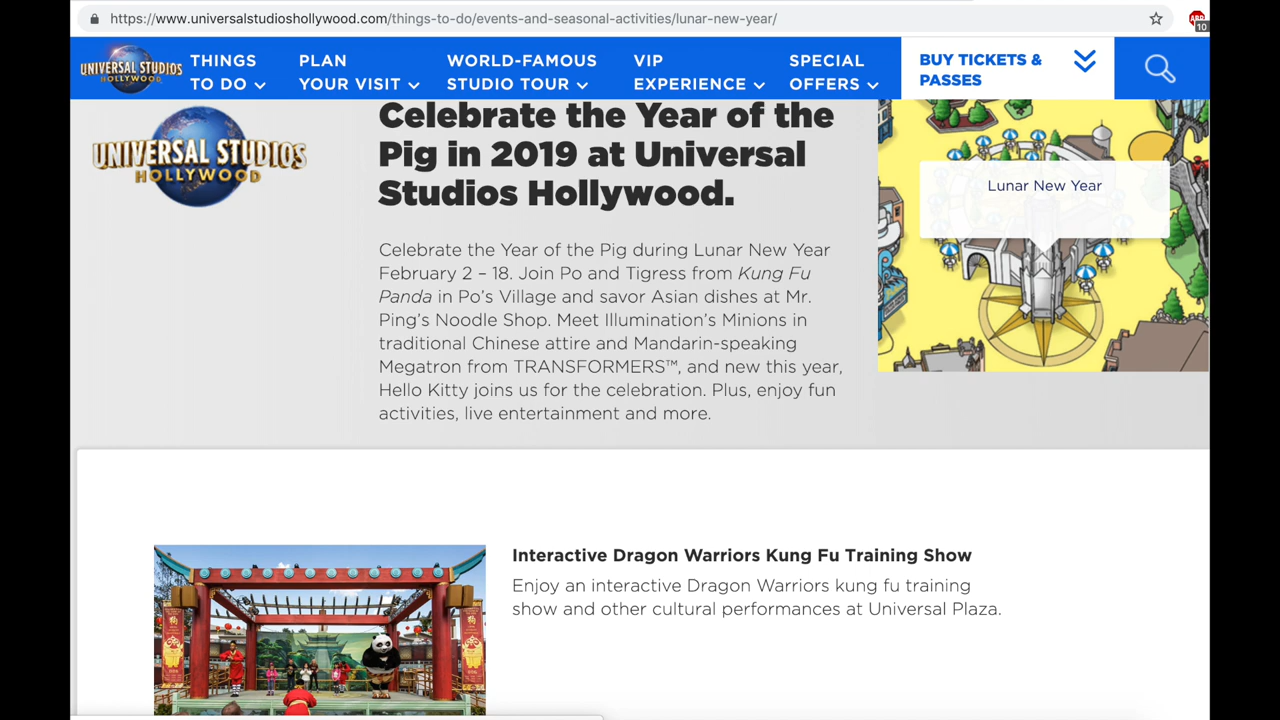 https://www.universalstudioshollywood.com/things-to-do/events-and-seasonal-activities/lunar-new-year/
ABP
10
UNIVERSAL STUDIOS
HOLLYWOOD
THINGS
TO DO
PLAN
YOUR VISIT
WORLD-FAMOUS
STUDIO TOUR
VIP
EXPERIENCE
SPECIAL
OFFERS
BUY TICKETS &
PASSES
UNIVERSAL STUDIOS
HOLLYWOOD
Celebrate the Year of the
Pig in 2019 at Universal
Studios Hollywood.
Celebrate the Year of the Pig during Lunar New Year
February 2 – 18. Join Po and Tigress from Kung Fu
Panda in Po's Village and savor Asian dishes at Mr.
Ping's Noodle Shop. Meet Illumination's Minions in
traditional Chinese attire and Mandarin-speaking
Megatron from TRANSFORMERS™, and new this year,
Hello Kitty joins us for the celebration. Plus, enjoy fun
activities, live entertainment and more.
Lunar New Year
Interactive Dragon Warriors Kung Fu Training Show
Enjoy an interactive Dragon Warriors kung fu training
show and other cultural performances at Universal Plaza.